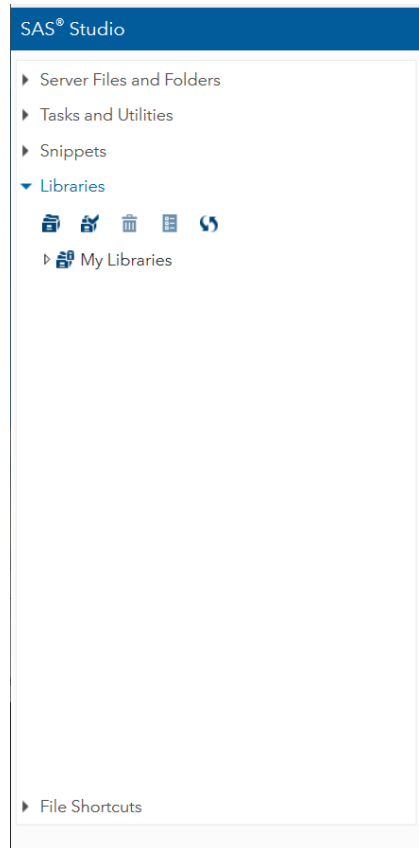 SAS® Studio
Server Files and Folders
Tasks and Utilities
Snippets
Libraries
My Libraries
File Shortcuts